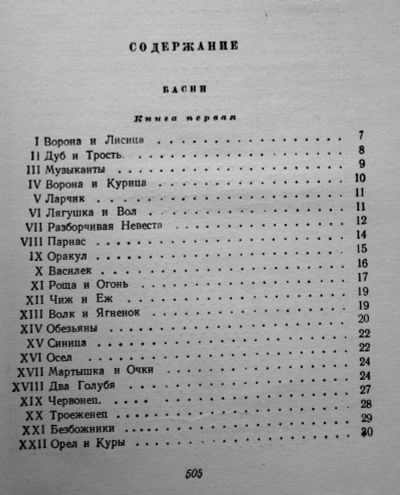 СОДЕРЖАНИЕ
БАСНИ
Книга первая
I Ворона и Лисица . . . . . . . . . . . . . 7
II Дуб и Трость. . . . . . . . . . . . . . 8
III Музыканты . . . . . . . . . . . . . . 9
IV Ворона и Курица . . . . . . . . . . . . 10
V Ларчик . . . . . . . . . . . . . . . 11
VI Лягушка и Вол . . . . . . . . . . . . . 11
VII Разборчивая Невеста . . . . . . . . . . . 12
VIII Парнас . . . . . . . . . . . . . . . 14
IX Оракул . . . . . . . . . . . . . . . 15
X Василек . . . . . . . . . . . . . . . 16
XI Роща и Огонь . . . . . . . . . . . . . 17
XII Чиж и Еж . . . . . . . . . . . . . . 19
XIII Волк и Ягненок . . . . . . . . . . . . 19
XIV Обезьяны . . . . . . . . . . . . . . 20
XV Синица . . . . . . . . . . . . . . . 22
XVI Осел . . . . . . . . . . . . . . . . 22
XVII Мартышка и Очки . . . . . . . . . . . . 24
XVIII Два Голубя . . . . . . . . . . . . . . 24
XIX Червонец. . . . . . . . . . . . . . . 27
XX Троеженец . . . . . . . . . . . . . . 28
XXI Безбожники . . . . . . . . . . . . . . 29
XXII Орел и Куры . . . . . . . . . . . . . 30
505